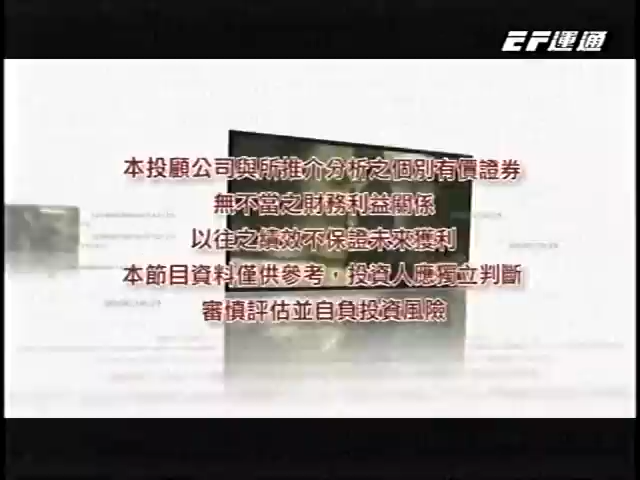 EF運通
本投顧公司與所推介分析之個別有價證券
無不當之財務利益關係
以往之績效不保證未來獲利
本節目資料僅供參考，投資人應獨立判斷
審慎評估並自負投資風險